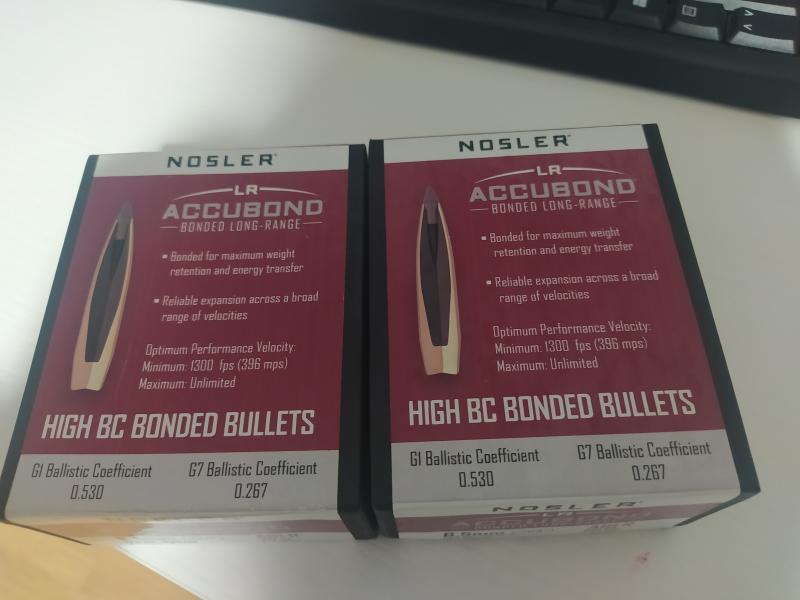 NOSLER®
LR
ACCUBOND®
BONDED LONG-RANGE
▪ Bonded for maximum weight
retention and energy transfer
▪ Reliable expansion across a broad
range of velocities
Optimum Performance Velocity:
Minimum: 1300 fps (396 mps)
Maximum: Unlimited
HIGH BC BONDED BULLETS
G1 Ballistic Coefficient
0.530
G7 Ballistic Coefficient
0.267
NOSLER®
LR
ACCUBOND®
BONDED LONG-RANGE
▪ Bonded for maximum weight
retention and energy transfer
▪ Reliable expansion across a broad
range of velocities
Optimum Performance Velocity:
Minimum: 1300 fps (396 mps)
Maximum: Unlimited
HIGH BC BONDED BULLETS
G1 Ballistic Coefficient
0.530
G7 Ballistic Coefficient
0.267
NOSLER
LR
ACCUBOND
6.5mm